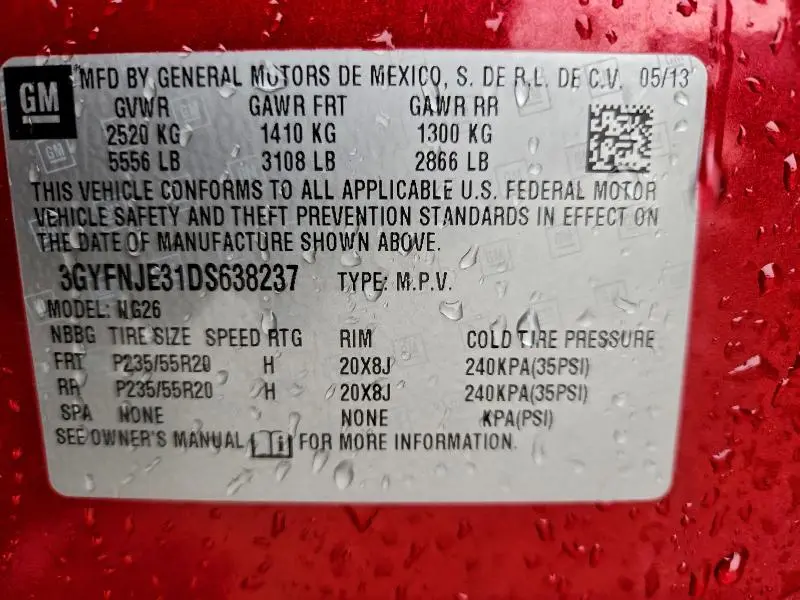 GM
MFD BY GENERAL MOTORS DE MEXICO, S. DE R.L. DE C.V. 05/13
GVWR GAWR FRT GAWR RR
2520 KG 1410 KG 1300 KG
5556 LB 3108 LB 2866 LB
THIS VEHICLE CONFORMS TO ALL APPLICABLE U.S. FEDERAL MOTOR
VEHICLE SAFETY AND THEFT PREVENTION STANDARDS IN EFFECT ON
THE DATE OF MANUFACTURE SHOWN ABOVE.
3GYFNJE31DS638237 TYPE: M.P.V.
MODEL: NG26
NBBG TIRE SIZE SPEED RTG RIM COLD TIRE PRESSURE
FRT P235/55R20 H 20X8J 240KPA(35PSI)
RR P235/55R20 H 20X8J 240KPA(35PSI)
SPA NONE NONE KPA(PSI)
SEE OWNER'S MANUAL FOR MORE INFORMATION.